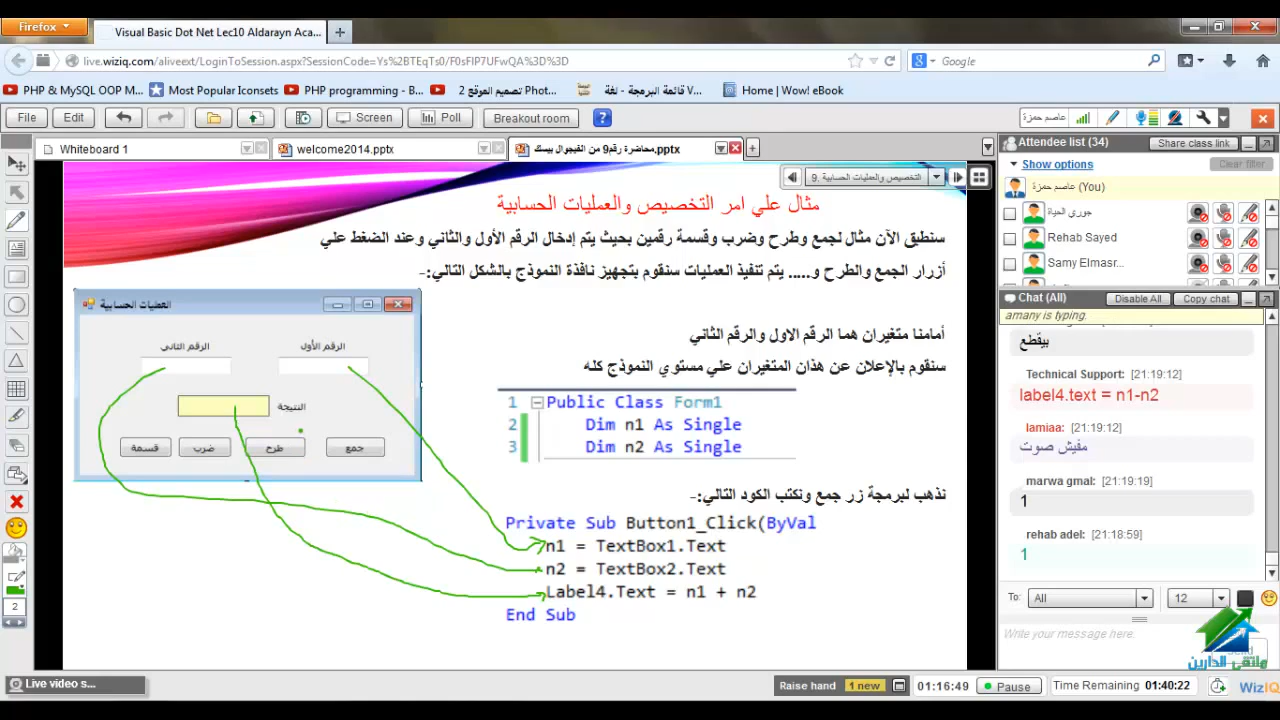 Firefox
Visual Basic Dot Net Lec10 Aldarayn Aca...
live.wiziq.com/aliveext/LoginToSession.aspx?SessionCode=Ys%2BTEqTs0/F0sFIP7UFwQA%3D%3D
Google
PHP & MySQL OOP M...
Most Popular Iconsets
PHP programming - B...
تصميم الموقع 2 Phot...
قائمة البرمجة - لغة V...
Home | Wow! eBook
File
Edit
Screen
Poll
Breakout room
عاصم حمزة
Whiteboard 1
welcome2014.pptx
محاضرة رقم9 من الفيجوال بيسك.pptx
9. التخصيص والعمليات الحسابية
مثال علي امر التخصيص والعمليات الحسابية
سنطبق الآن مثال لجمع وطرح وضرب وقسمة رقمين بحيث يتم إدخال الرقم الأول والثاني وعند الضغط علي
أزرار الجمع والطرح و..... يتم تنفيذ العمليات سنقوم بتجهيز نافذة النموذج بالشكل التالي:-
العمليات الحسابية
الرقم الأول
الرقم الثاني
النتيجة
جمع
طرح
ضرب
قسمة
أمامنا متغيران هما الرقم الاول والرقم الثاني
سنقوم بالإعلان عن هذان المتغيران علي مستوي النموذج كله
1 Public Class Form1
2 Dim n1 As Single
3 Dim n2 As Single
نذهب لبرمجة زر جمع ونكتب الكود التالي:-
Private Sub Button1_Click(ByVal
n1 = TextBox1.Text
n2 = TextBox2.Text
Label4.Text = n1 + n2
End Sub
2
Attendee list (34)
Share class link
Show options
Clear filter
عاصم حمزة (You)
جوري الحياة
Rehab Sayed
Samy Elmasr...
Chat (All)
Disable All
Copy chat
amany is typing.
بيقطع
Technical Support: [21:19:12]
label4.text = n1-n2
lamiaa: [21:19:12]
مفيش صوت
marwa gmal: [21:19:19]
1
rehab adel: [21:18:59]
1
To:
All
12
Write your message here.
Send
ملتقى الدارين
Live video s...
Raise hand
1 new
01:16:49
Pause
Time Remaining
01:40:22
WizIQ